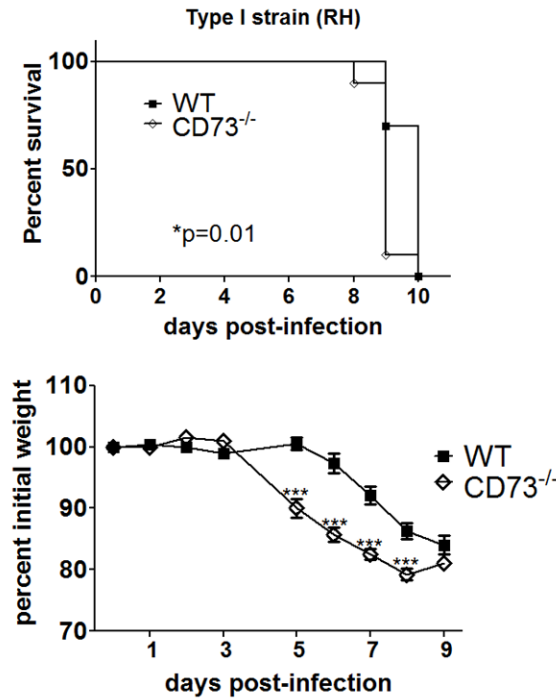 Type I strain (RH)
Percent survival
100
50
0
WT
CD73-/-
*p=0.01
0 2 4 6 8 10
days post-infection
percent initial weight
110
100
90
80
70
WT
CD73-/-
*** *** *** ***
1 3 5 7 9
days post-infection